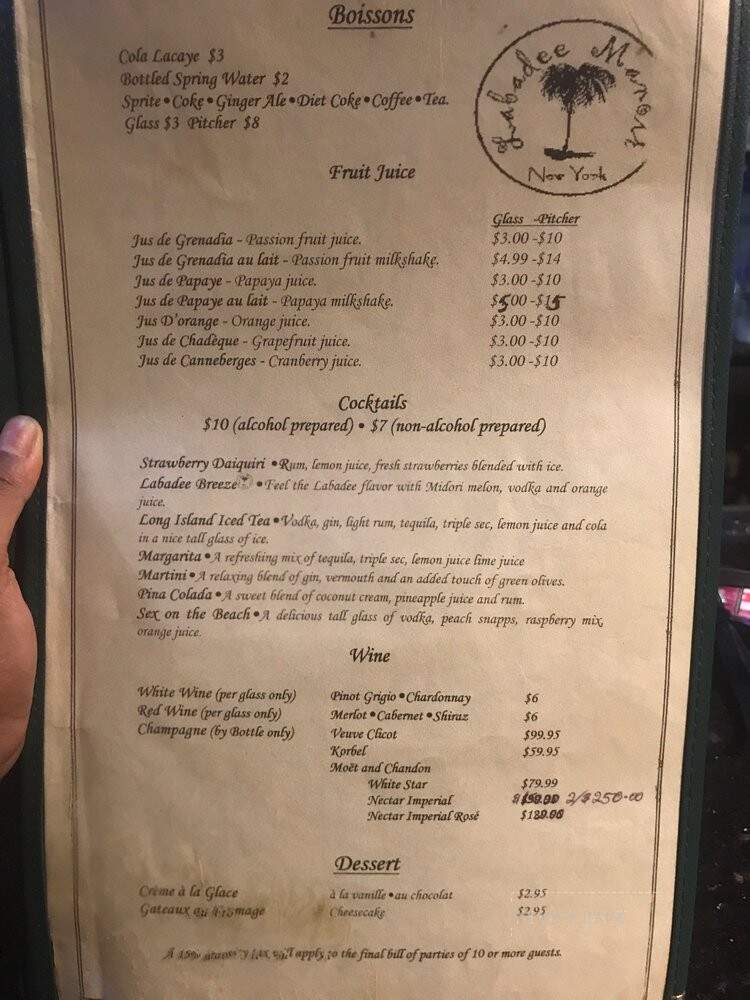 Boissons
Labadee Manoir
New York
Cola Lacaye $3
Bottled Spring Water $2
Sprite • Coke • Ginger Ale • Diet Coke • Coffee • Tea.
Glass $3 Pitcher $8
Fruit Juice
Glass - Pitcher
Jus de Grenadia - Passion fruit juice. $3.00 - $10
Jus de Grenadia au lait - Passion fruit milkshake. $4.99 - $14
Jus de Papaye - Papaya juice. $3.00 - $10
Jus de Papaye au lait - Papaya milkshake. $5.00 - $15
Jus D'orange - Orange juice. $3.00 - $10
Jus de Chadèque - Grapefruit juice. $3.00 - $10
Jus de Canneberges - Cranberry juice. $3.00 - $10
Cocktails
$10 (alcohol prepared) • $7 (non-alcohol prepared)
Strawberry Daiquiri • Rum, lemon juice, fresh strawberries blended with ice.
Labadee Breeze • Feel the Labadee flavor with Midori melon, vodka and orange
juice.
Long Island Iced Tea • Vodka, gin, light rum, tequila, triple sec, lemon juice and cola
in a nice tall glass of ice.
Margarita • A refreshing mix of tequila, triple sec, lemon juice lime juice
Martini • A relaxing blend of gin, vermouth and an added touch of green olives.
Pina Colada • A sweet blend of coconut cream, pineapple juice and rum.
Sex on the Beach • A delicious tall glass of vodka, peach snapps, raspberry mix,
orange juice.
Wine
White Wine (per glass only) Pinot Grigio • Chardonnay $6
Red Wine (per glass only) Merlot • Cabernet • Shiraz $6
Champagne (by Bottle only) Veuve Clicot $99.95
Korbel $59.95
Moët and Chandon
White Star $79.99
Nectar Imperial 2/$250.00
Nectar Imperial Rosé
Dessert
Crème à la Glace à la vanille • au chocolat $2.95
Gateaux au Fromage Cheesecake $2.95
A 15% apply to the final bill of parties of 10 or more guests.